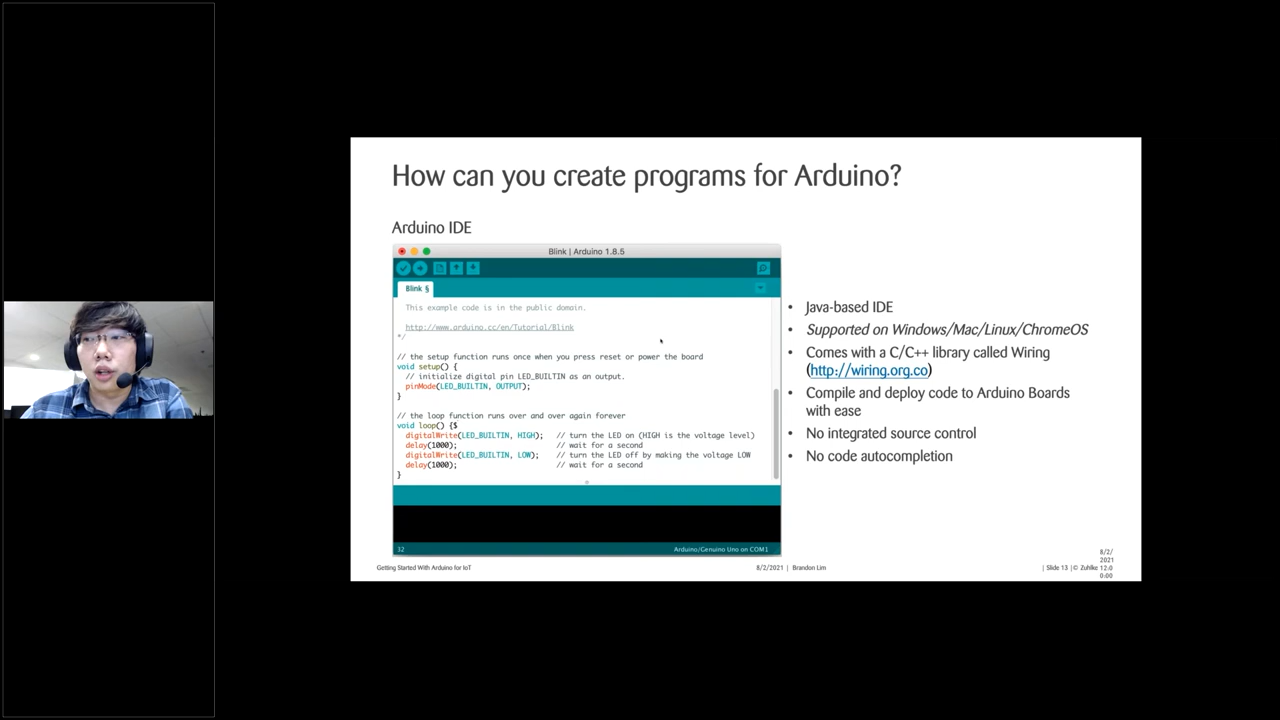 How can you create programs for Arduino?
Arduino IDE
Blink | Arduino 1.8.5
Blink §
This example code is in the public domain.
http://www.arduino.cc/en/Tutorial/Blink
*/
// the setup function runs once when you press reset or power the board
void setup() {
// initialize digital pin LED_BUILTIN as an output.
pinMode(LED_BUILTIN, OUTPUT);
}
// the loop function runs over and over again forever
void loop() {$
digitalWrite(LED_BUILTIN, HIGH); // turn the LED on (HIGH is the voltage level)
delay(1000); // wait for a second
digitalWrite(LED_BUILTIN, LOW); // turn the LED off by making the voltage LOW
delay(1000); // wait for a second
}
32 Arduino/Genuino Uno on COM1
• Java-based IDE
• Supported on Windows/Mac/Linux/ChromeOS
• Comes with a C/C++ library called Wiring
(http://wiring.org.co)
• Compile and deploy code to Arduino Boards
with ease
• No integrated source control
• No code autocompletion
Getting Started With Arduino for IoT
8/2/2021 | Brandon Lim
| Slide 13 |© Zuhlke
8/2/
2021
12:0
0:00